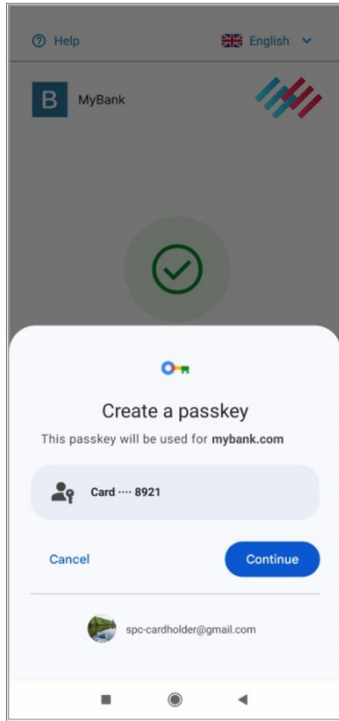 Help
English
B
MyBank
Create a passkey
This passkey will be used for mybank.com
Card ···· 8921
Cancel
Continue
spc-cardholder@gmail.com